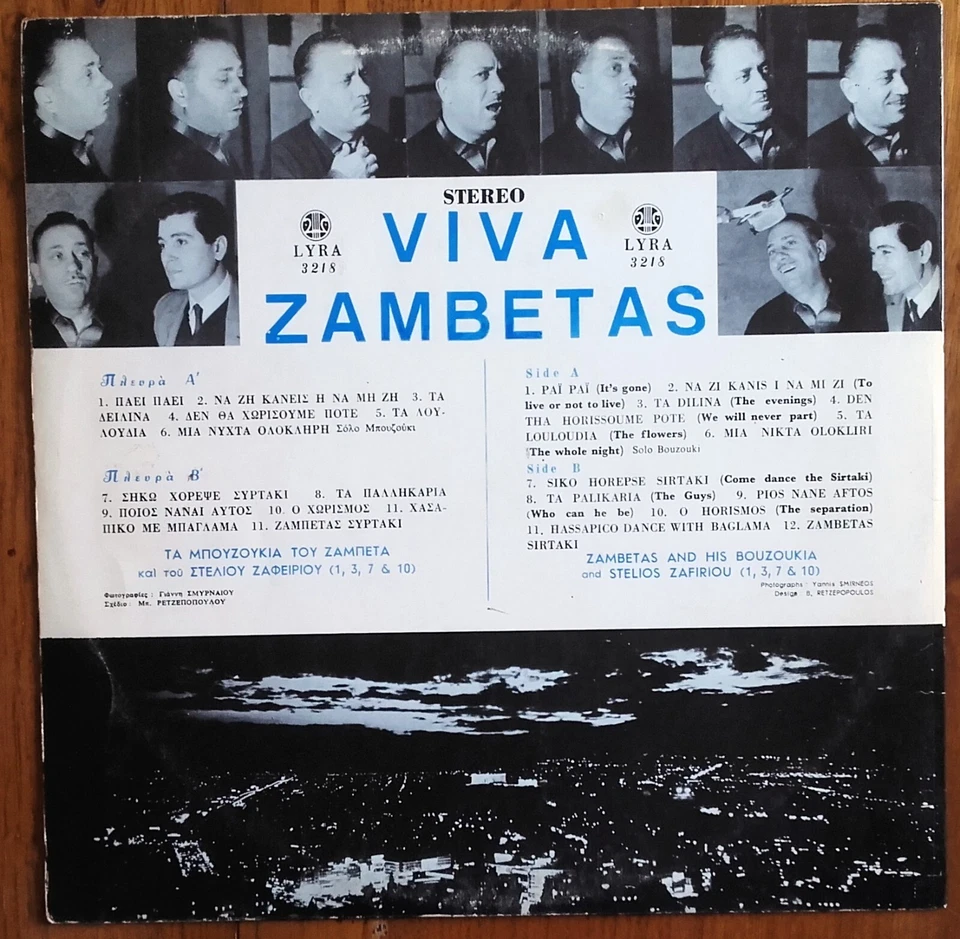 STEREO
VIVA
ZAMBETAS
LYRA
3218
LYRA
3218
Πλευρὰ Α'
1. ΠΑΕΙ ΠΑΕΙ 2. ΝΑ ΖΗ ΚΑΝΕΙΣ Η ΝΑ ΜΗ ΖΗ 3. ΤΑ
ΔΕΙΛΙΝΑ 4. ΔΕΝ ΘΑ ΧΩΡΙΣΟΥΜΕ ΠΟΤΕ 5. ΤΑ ΛΟΥ-
ΛΟΥΔΙΑ 6. ΜΙΑ ΝΥΧΤΑ ΟΛΟΚΛΗΡΗ Σόλο Μπουζούκι
Πλευρὰ Β'
7. ΣΗΚΩ ΧΟΡΕΨΕ ΣΥΡΤΑΚΙ 8. ΤΑ ΠΑΛΛΗΚΑΡΙΑ
9. ΠΟΙΟΣ ΝΑΝΑΙ ΑΥΤΟΣ 10. Ο ΧΩΡΙΣΜΟΣ 11. ΧΑΣΑ-
ΠΙΚΟ ΜΕ ΜΠΑΓΛΑΜΑ 11. ΖΑΜΠΕΤΑΣ ΣΥΡΤΑΚΙ
ΤΑ ΜΠΟΥΖΟΥΚΙΑ ΤΟΥ ΖΑΜΠΕΤΑ
καὶ τοῦ ΣΤΕΛΙΟΥ ΖΑΦΕΙΡΙΟΥ (1, 3, 7 & 10)
Φωτογραφίες : Γιάννη ΣΜΥΡΝΑΙΟΥ
Σχέδιο : Μπ. ΡΕΤΖΕΠΟΠΟΥΛΟΥ
Side A
1. PAÏ PAÏ (It's gone) 2. NA ZI KANIS I NA MI ZI (To
live or not to live) 3. TA DILINA (The evenings) 4. DEN
THA HORISSOUME POTE (We will never part) 5. TA
LOULOUDIA (The flowers) 6. MIA NIKTA OLOKLIRI
(The whole night) Solo Bouzouki
Side B
7. SIKO HOREPSE SIRTAKI (Come dance the Sirtaki)
8. TA PALIKARIA (The Guys) 9. PIOS NANE AFTOS
(Who can he be) 10. O HORISMOS (The separation)
11. HASSAPICO DANCE WITH BAGLAMA 12. ZAMBETAS
SIRTAKI
ZAMBETAS AND HIS BOUZOUKIA
and STELIOS ZAFIRIOU (1, 3, 7 & 10)
Photographs : Yannis SMIRNEOS
Design : B. RETZEPOPOULOS